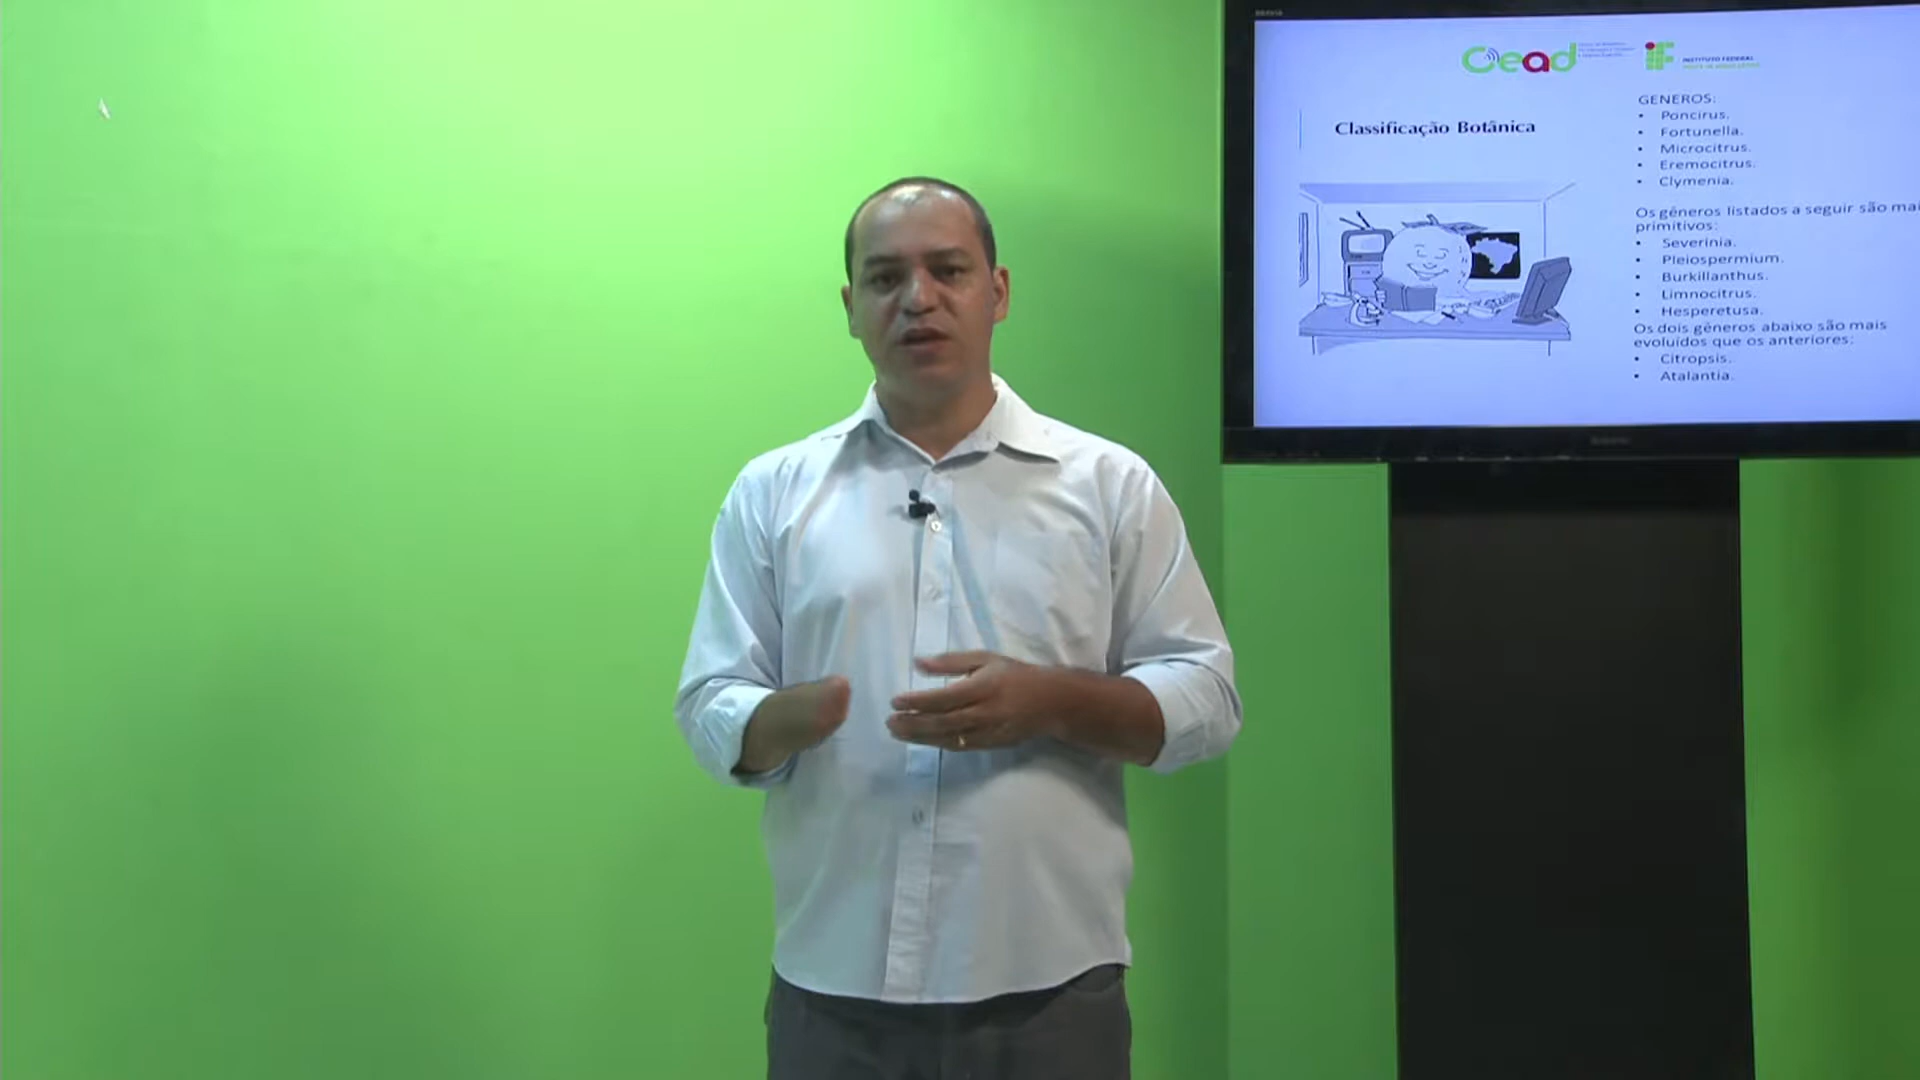 Cead
IF
INSTITUTO FEDERAL
Classificação Botânica
GENEROS:
• Poncirus.
• Fortunella.
• Microcitrus.
• Eremocitrus.
• Clymenia.
Os gêneros listados a seguir são mai
primitivos:
• Severinia.
• Pleiospermium.
• Burkillanthus.
• Limnocitrus.
• Hesperetusa.
Os dois gêneros abaixo são mais
evoluídos que os anteriores:
• Citropsis.
• Atalantia.